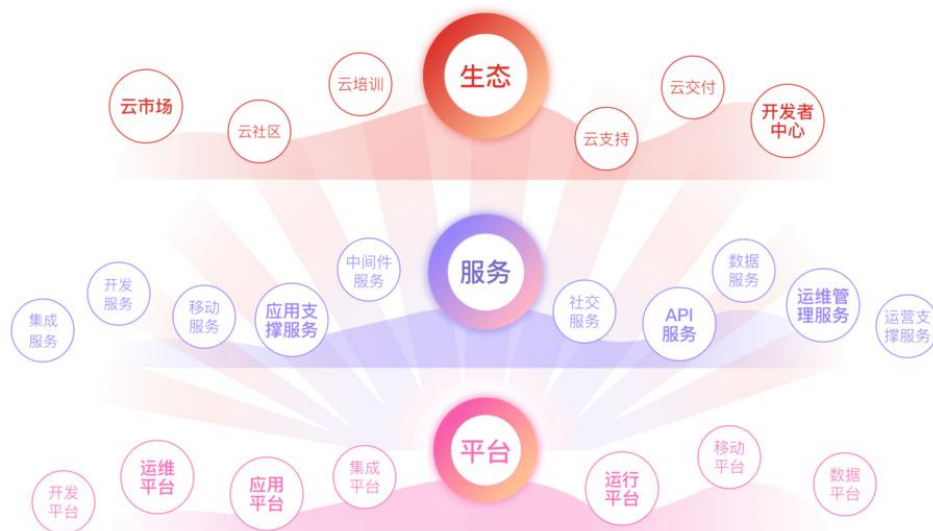 生态
云市场
云社区
云培训
云支持
云交付
开发者
中心
服务
集成
服务
开发
服务
移动
服务
应用支
撑服务
中间件
服务
社交
服务
API
服务
数据
服务
运维管
理服务
运营支
撑服务
平台
开发
平台
运维
平台
应用
平台
集成
平台
运行
平台
移动
平台
数据
平台